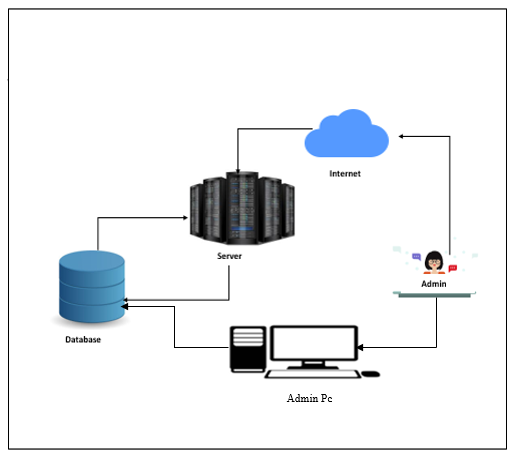 Internet
Server
Admin
Database
Admin Pc